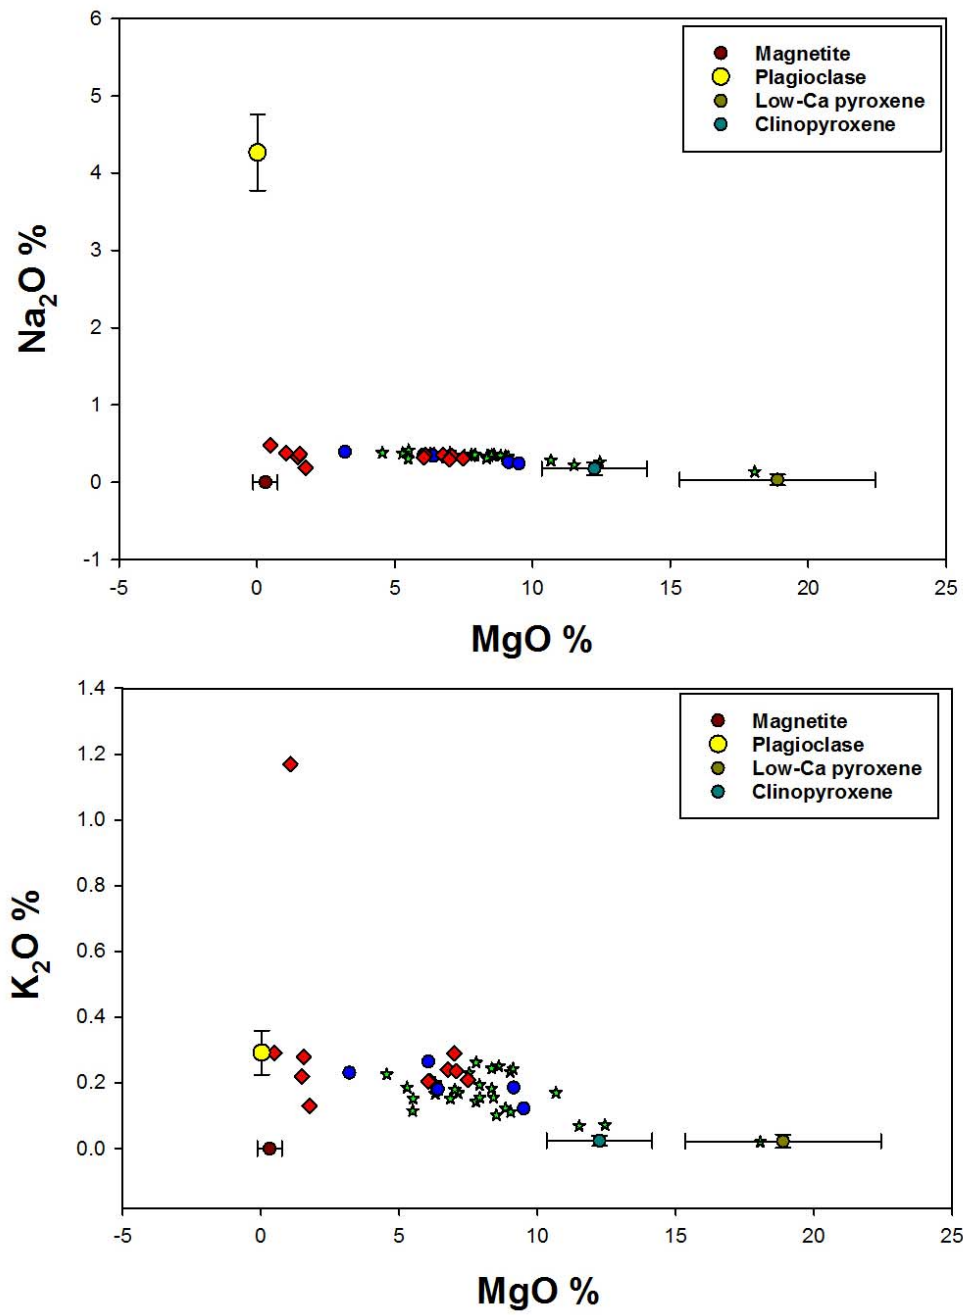 6
5
4
3
2
1
0
-1
Na₂O %
Magnetite
Plagioclase
Low-Ca pyroxene
Clinopyroxene
-5 0 5 10 15 20 25
MgO %
1.4
1.2
1.0
0.8
0.6
0.4
0.2
0.0
K₂O %
Magnetite
Plagioclase
Low-Ca pyroxene
Clinopyroxene
-5 0 5 10 15 20 25
MgO %